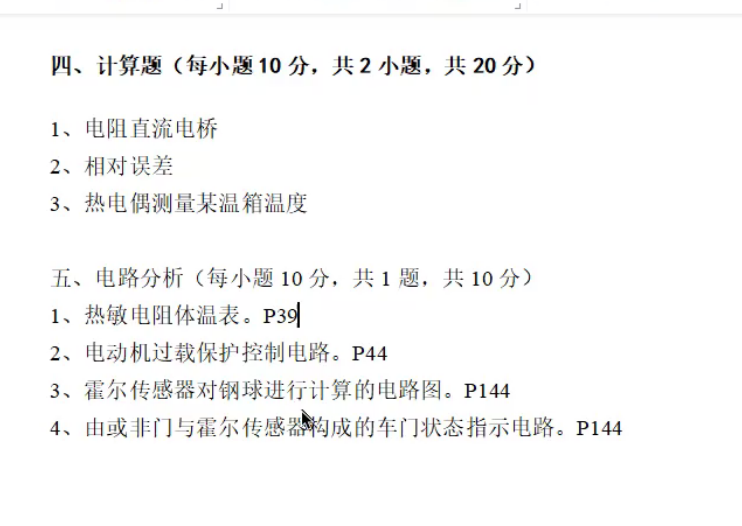 四、计算题（每小题 10 分，共 2 小题，共 20 分）
1、电阻直流电桥
2、相对误差
3、热电偶测量某温箱温度
五、电路分析（每小题 10 分，共 1 题，共 10 分）
1、热敏电阻体温表。P39
2、电动机过载保护控制电路。P44
3、霍尔传感器对钢球进行计算的电路图。P144
4、由或非门与霍尔传感器构成的车门状态指示电路。P144